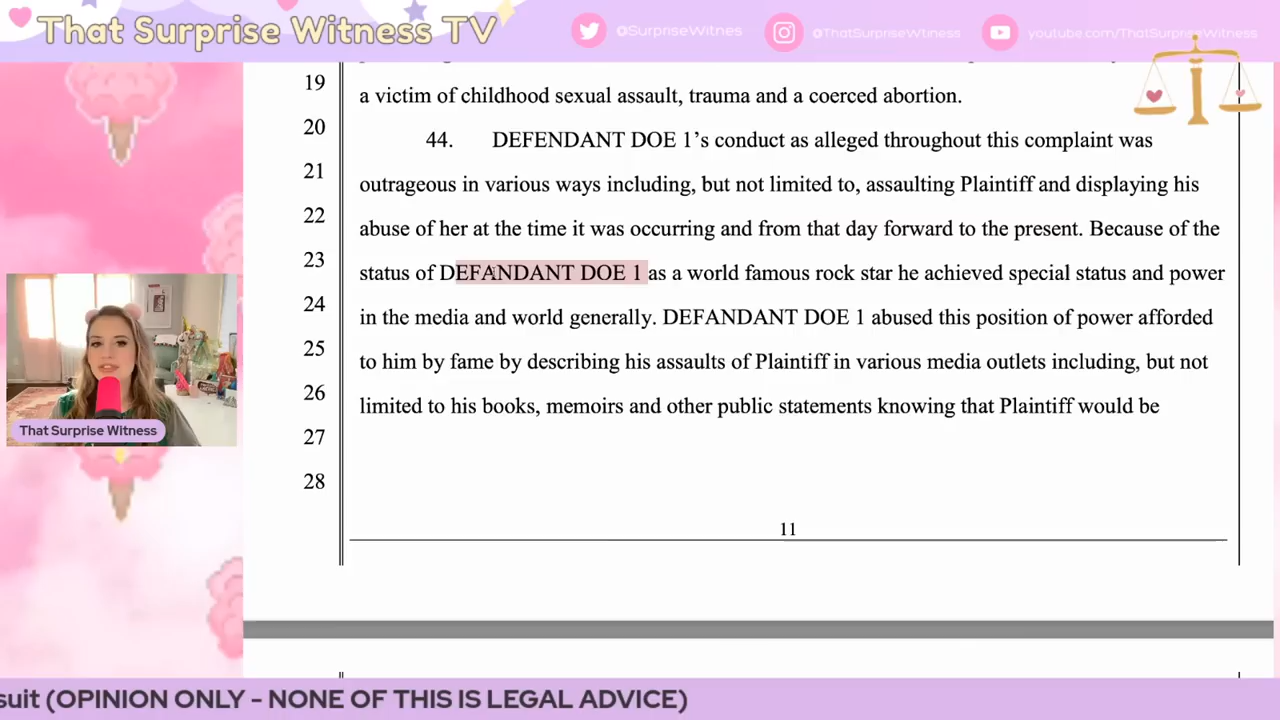 That Surprise Witness TV
@SurpriseWitnes
@ThatSurpriseWitness
youtube.com/ThatSurpriseWitness
19 a victim of childhood sexual assault, trauma and a coerced abortion.
20 44. DEFENDANT DOE 1’s conduct as alleged throughout this complaint was
21 outrageous in various ways including, but not limited to, assaulting Plaintiff and displaying his
22 abuse of her at the time it was occurring and from that day forward to the present. Because of the
23 status of DEFANDANT DOE 1 as a world famous rock star he achieved special status and power
24 in the media and world generally. DEFANDANT DOE 1 abused this position of power afforded
25 to him by fame by describing his assaults of Plaintiff in various media outlets including, but not
26 limited to his books, memoirs and other public statements knowing that Plaintiff would be
27
28
11
That Surprise Witness
suit (OPINION ONLY - NONE OF THIS IS LEGAL ADVICE)